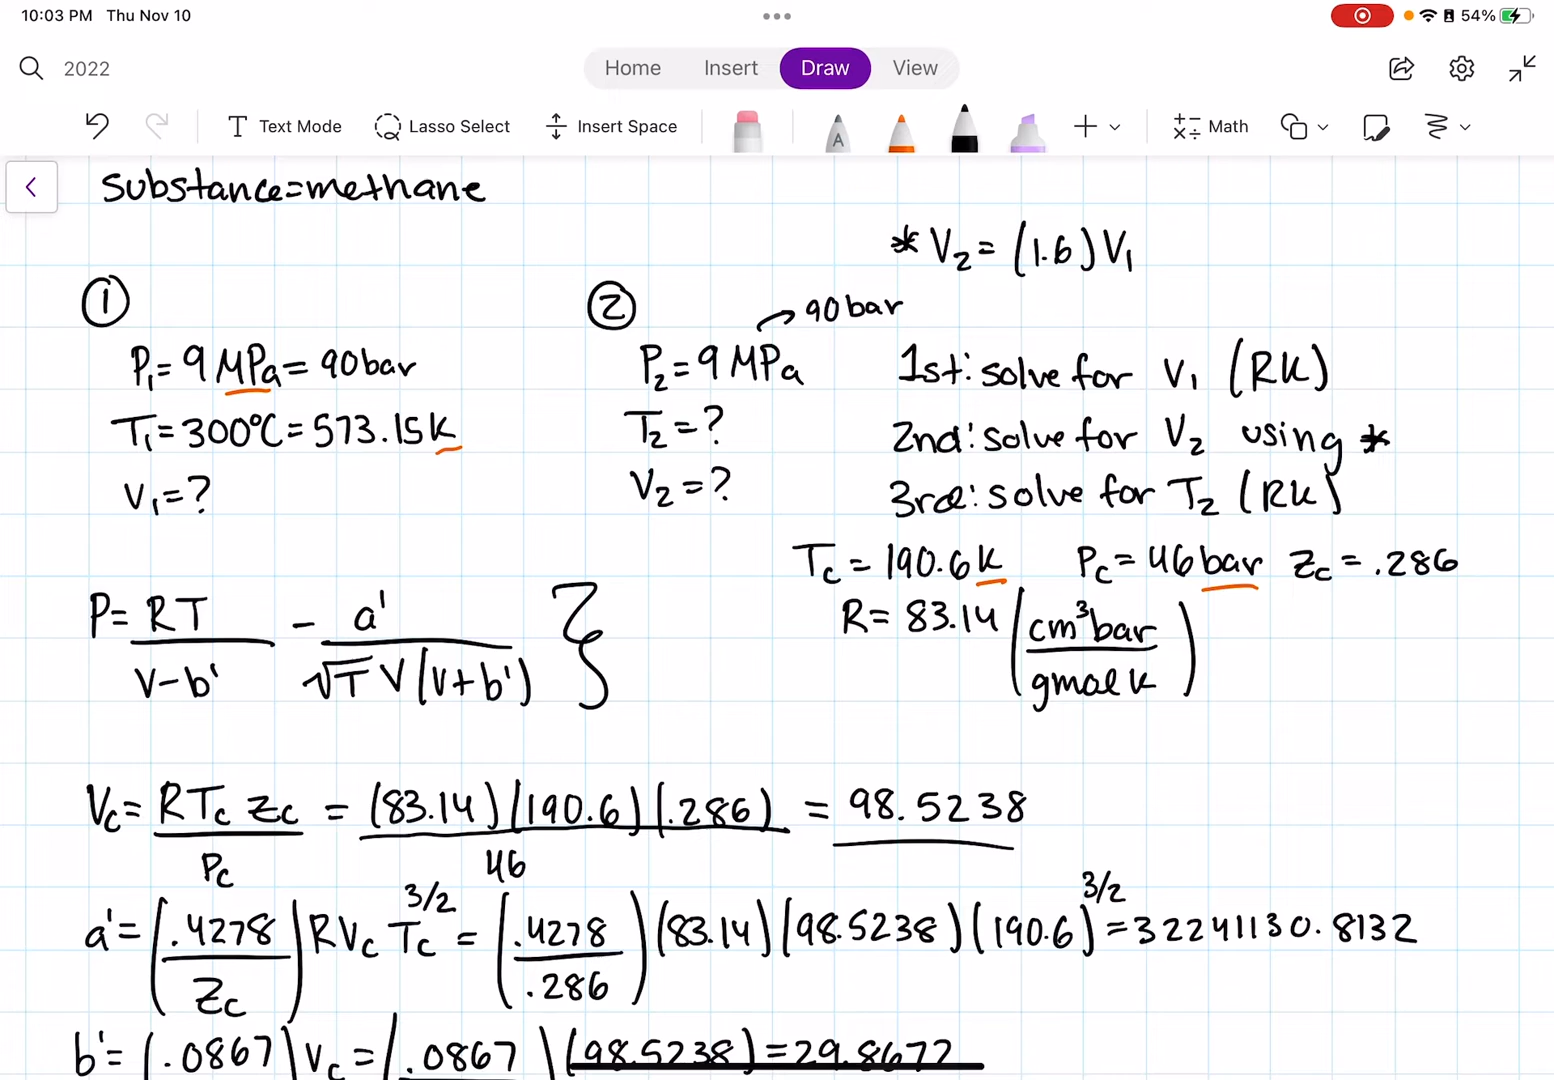 10:03 PM Thu Nov 10
54%
2022
Home Insert Draw View
Text Mode Lasso Select Insert Space A Math
Substance=methane
* V₂ = (1.6) V₁
① ② → 90 bar
P₁ = 9 MPa = 90 bar P₂ = 9 MPa 1st: solve for V₁ (RK)
T₁ = 300°C = 573.15 K T₂ = ? 2nd: solve for V₂ using *
V₁ = ? V₂ = ? 3rd: solve for T₂ (RK)
Tc = 190.6 K Pc = 46 bar Zc = .286
P = RT / (V-b') - a' / (√T V(V+b')) } R = 83.14 (cm³bar / gmol K)
Vc = RTc Zc / Pc = (83.14)(190.6)(.286) / 46 = 98.5238
a' = (.4278 / Zc) RVc Tc^3/2 = (.4278 / .286)(83.14)(98.5238)(190.6)^3/2 = 32241130.8132
b' = (.0867) Vc = (.0867)(98.5238) = 29.8672